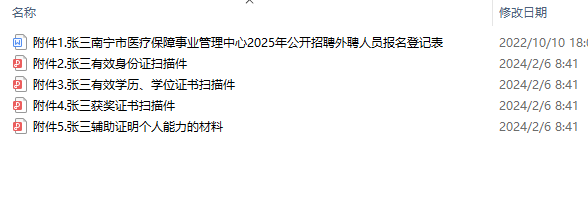 名称 修改日期
附件1.张三南宁市医疗保障事业管理中心2025年公开招聘外聘人员报名登记表 2022/10/10 18:
附件2.张三有效身份证扫描件 2024/2/6 8:41
附件3.张三有效学历、学位证书扫描件 2024/2/6 8:41
附件4.张三获奖证书扫描件 2024/2/6 8:41
附件5.张三辅助证明个人能力的材料 2024/2/6 8:41